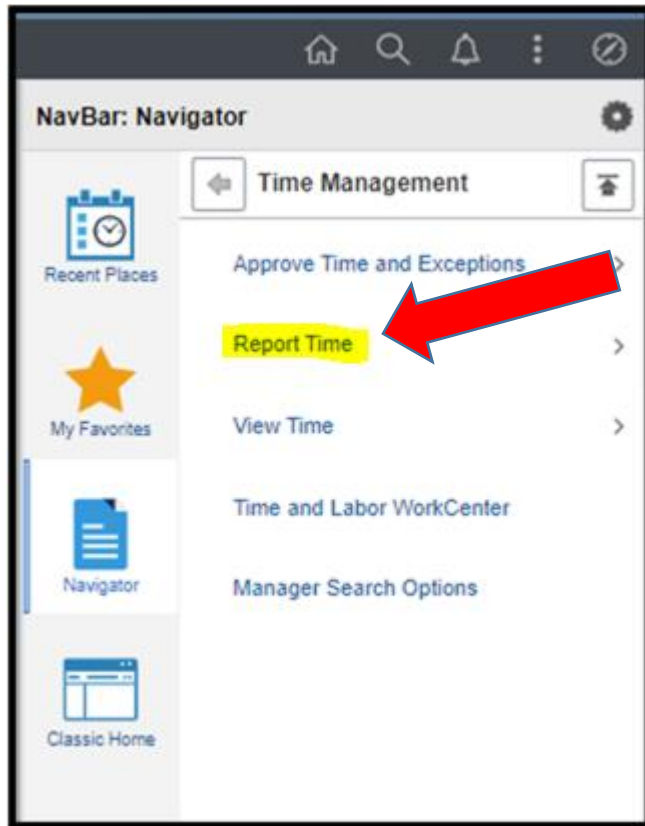 NavBar: Navigator
Time Management
Recent Places
Approve Time and Exceptions
Report Time
My Favorites
View Time
Time and Labor WorkCenter
Navigator
Manager Search Options
Classic Home